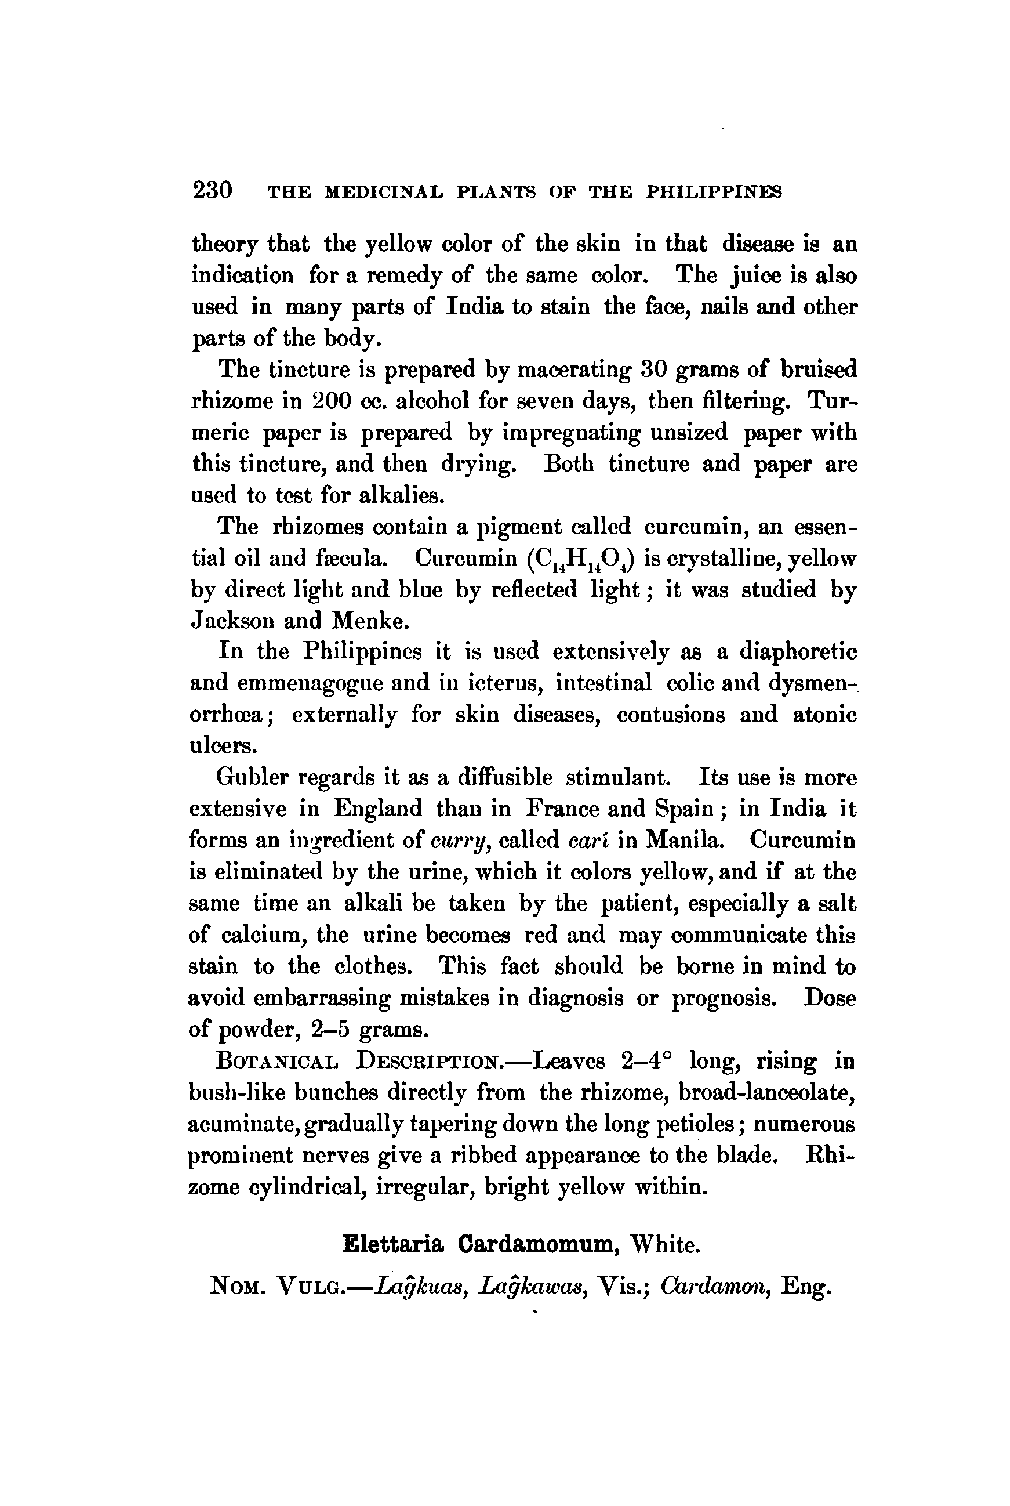 230 THE MEDICINAL PLANTS OF THE PHILIPPINES
theory that the yellow color of the skin in that disease is an
indication for a remedy of the same color. The juice is also
used in many parts of India to stain the face, nails and other
parts of the body.
The tincture is prepared by macerating 30 grams of bruised
rhizome in 200 cc. alcohol for seven days, then filtering. Tur-
meric paper is prepared by impregnating unsized paper with
this tincture, and then drying. Both tincture and paper are
used to test for alkalies.
The rhizomes contain a pigment called curcumin, an essen-
tial oil and fæcula. Curcumin (C₁₄H₁₄O₄) is crystalline, yellow
by direct light and blue by reflected light; it was studied by
Jackson and Menke.
In the Philippines it is used extensively as a diaphoretic
and emmenagogue and in icterus, intestinal colic and dysmen-
orrhœa; externally for skin diseases, contusions and atonic
ulcers.
Gubler regards it as a diffusible stimulant. Its use is more
extensive in England than in France and Spain; in India it
forms an ingredient of curry, called cari in Manila. Curcumin
is eliminated by the urine, which it colors yellow, and if at the
same time an alkali be taken by the patient, especially a salt
of calcium, the urine becomes red and may communicate this
stain to the clothes. This fact should be borne in mind to
avoid embarrassing mistakes in diagnosis or prognosis. Dose
of powder, 2–5 grams.
BOTANICAL DESCRIPTION.—Leaves 2–4° long, rising in
bush-like bunches directly from the rhizome, broad-lanceolate,
acuminate, gradually tapering down the long petioles; numerous
prominent nerves give a ribbed appearance to the blade. Rhi-
zome cylindrical, irregular, bright yellow within.
Elettaria Cardamomum, White.
NOM. VULG.—Laĝkuas, Laĝkawas, Vis.; Cardamon, Eng.